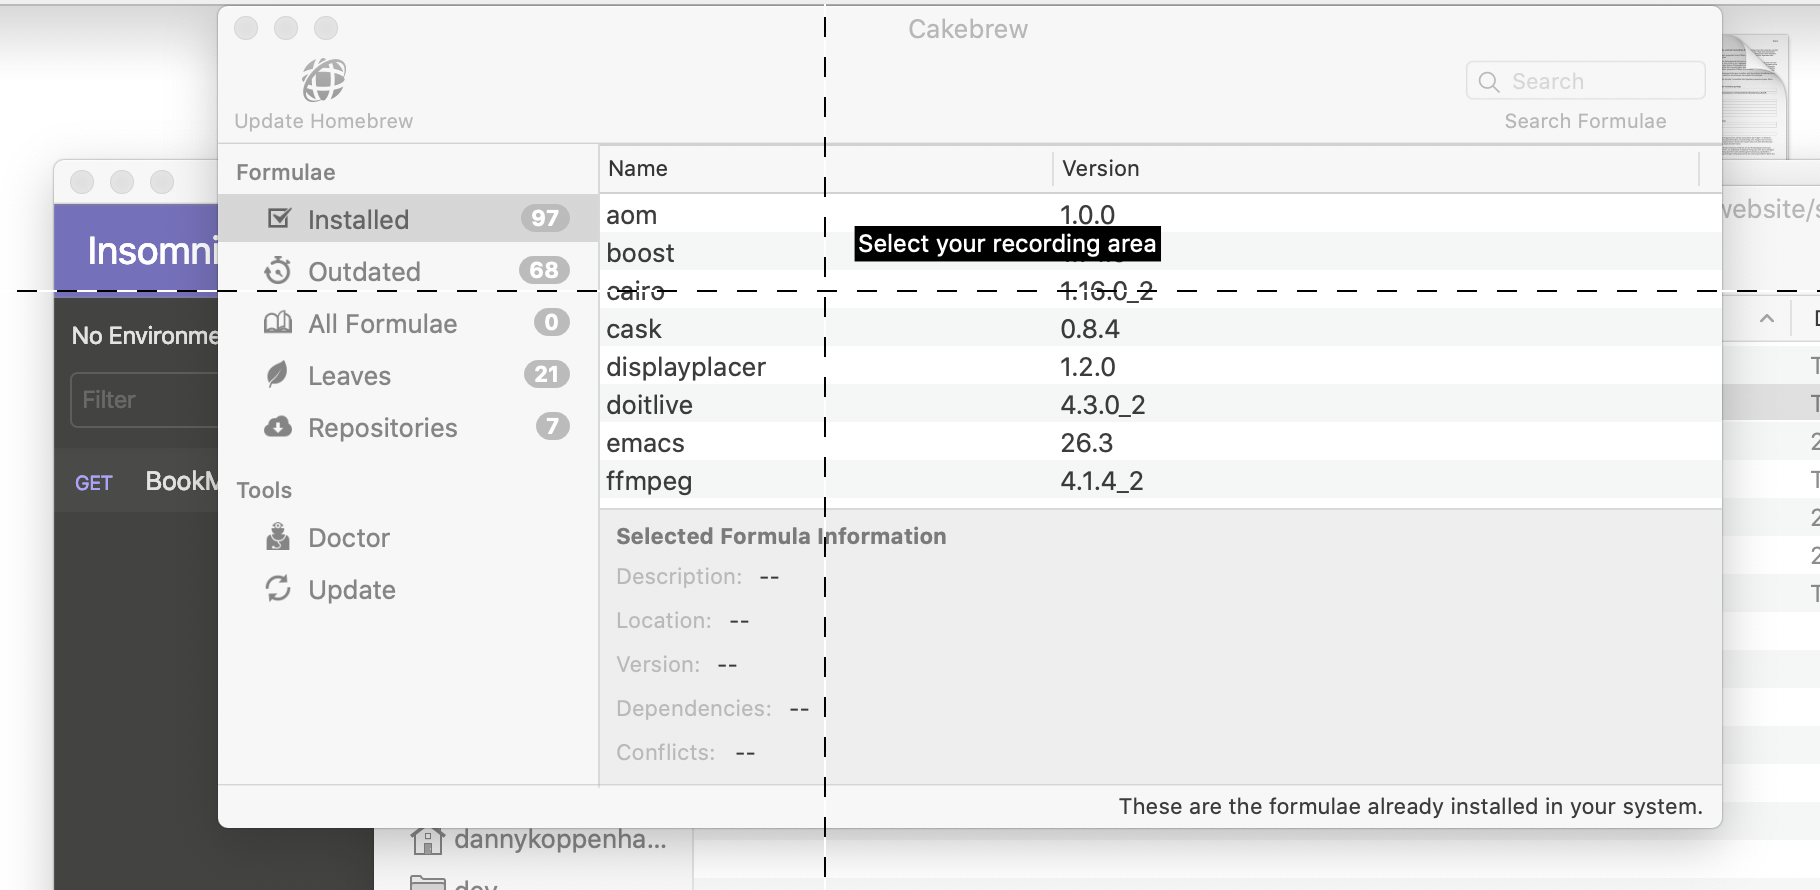 Cakebrew
Update Homebrew
Search
Search Formulae
Formulae
Installed 97
Outdated 68
All Formulae 0
Leaves 21
Repositories 7
Tools
Doctor
Update
Name Version
aom 1.0.0
Select your recording area
boost
cairo 1.16.0_2
cask 0.8.4
displayplacer 1.2.0
doitlive 4.3.0_2
emacs 26.3
ffmpeg 4.1.4_2
Selected Formula Information
Description: --
Location: --
Version: --
Dependencies: --
Conflicts: --
These are the formulae already installed in your system.
Insomni
No Environme
Filter
GET BookM
website/s
dannykoppenha...
dev